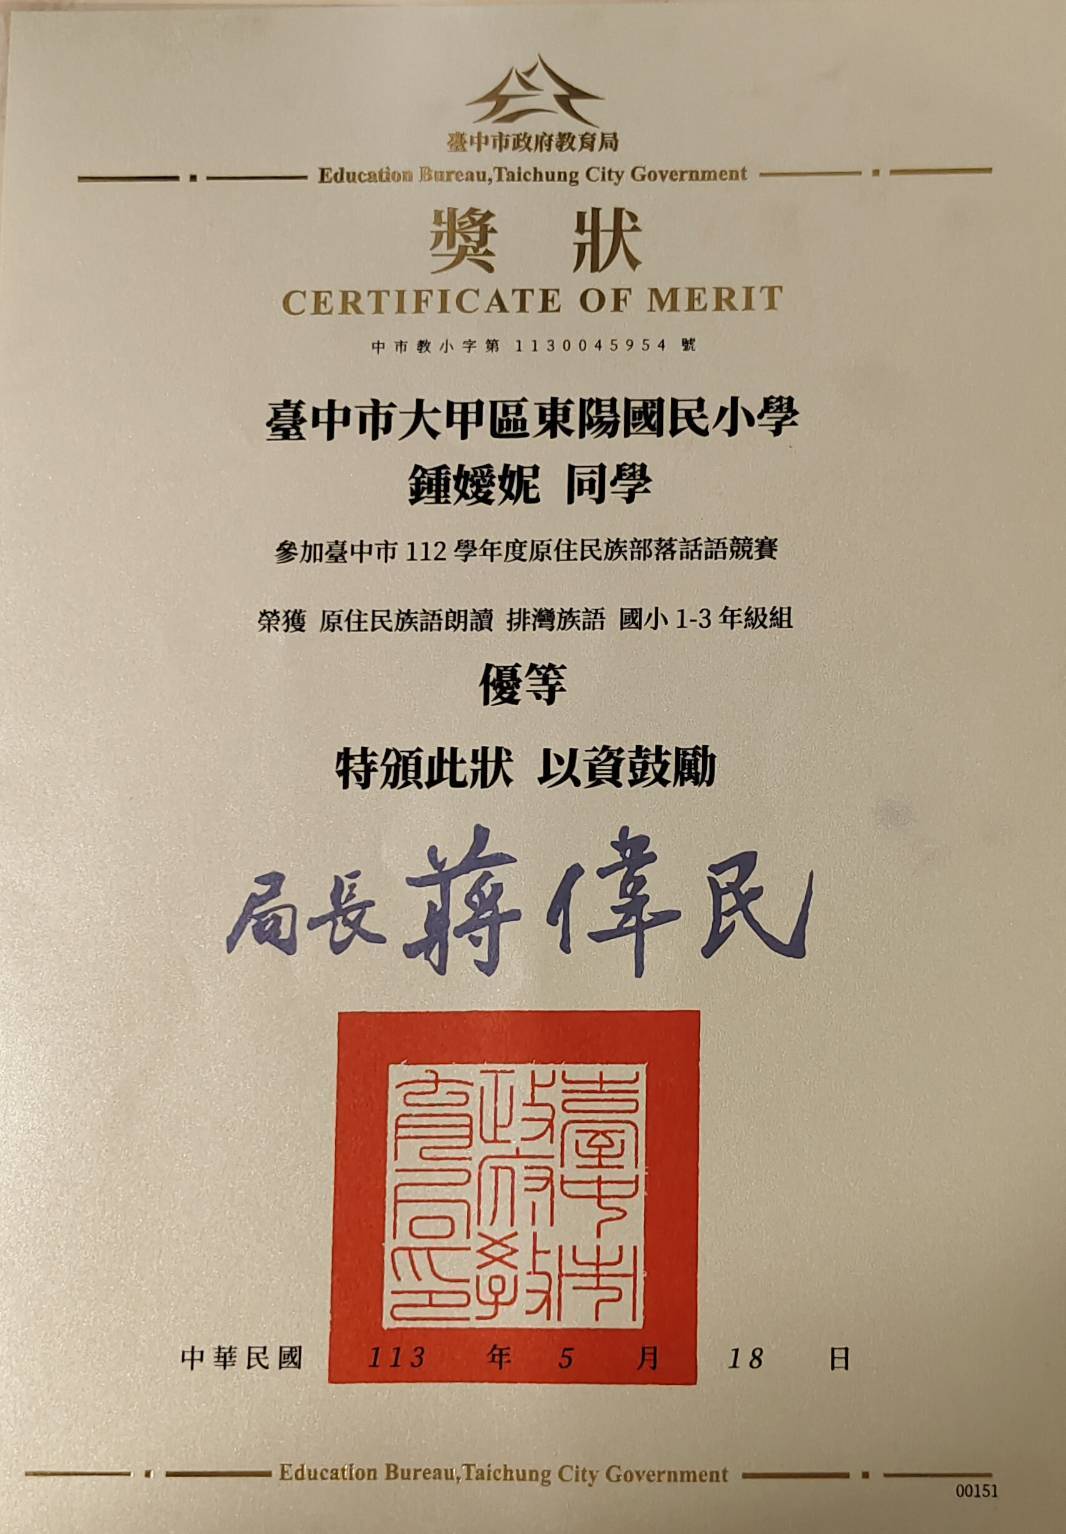 臺中市政府教育局
Education Bureau,Taichung City Government
獎狀
CERTIFICATE OF MERIT
中市教小字第 1130045954 號
臺中市大甲區東陽國民小學
鍾嬡妮 同學
參加臺中市 112 學年度原住民族部落話語競賽
榮獲 原住民族語朗讀 排灣族語 國小 1-3 年級組
優等
特頒此狀 以資鼓勵
局長 蔣偉民
臺中市政府教育局印
中華民國 113 年 5 月 18 日
Education Bureau,Taichung City Government
00151